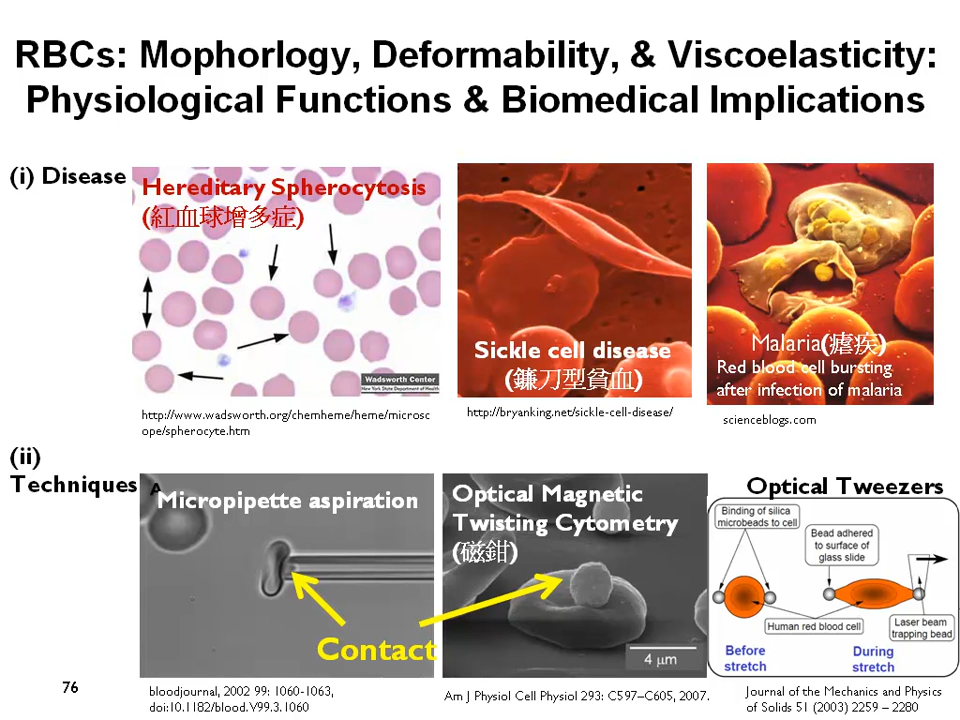 RBCs: Mophorlogy, Deformability, & Viscoelasticity:
Physiological Functions & Biomedical Implications
(i) Disease
Hereditary Spherocytosis
(紅血球增多症)
Wadsworth Center
New York State Department of Health
http://www.wadsworth.org/chemheme/heme/microsc
ope/spherocyte.htm
Sickle cell disease
(鐮刀型貧血)
http://bryanking.net/sickle-cell-disease/
Malaria(瘧疾)
Red blood cell bursting
after infection of malaria
scienceblogs.com
(ii)
Techniques
A
Micropipette aspiration
Optical Magnetic
Twisting Cytometry
(磁鉗)
Contact
4 μm
Optical Tweezers
Binding of silica
microbeads to cell
Bead adhered
to surface of
glass slide
Human red blood cell
Laser beam
trapping bead
Before
stretch
During
stretch
76
bloodjournal, 2002 99: 1060-1063,
doi:10.1182/blood.V99.3.1060
Am J Physiol Cell Physiol 293: C597–C605, 2007.
Journal of the Mechanics and Physics
of Solids 51 (2003) 2259 – 2280